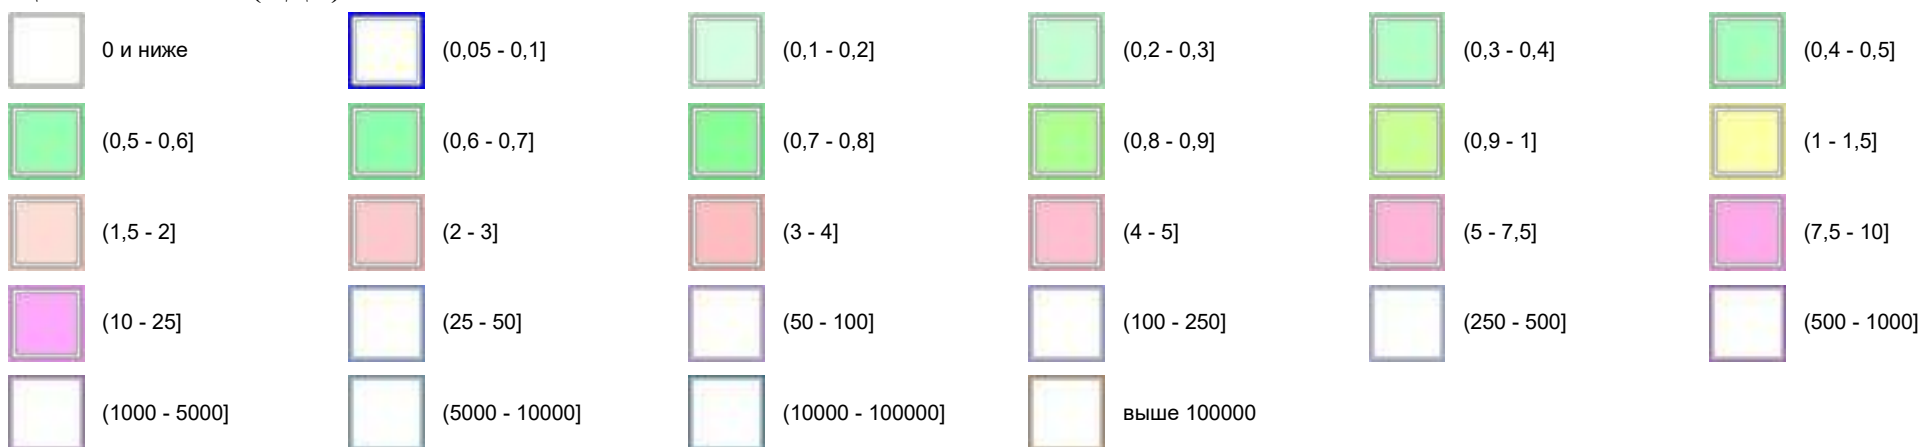 0 и ниже (0,05 - 0,1] (0,1 - 0,2] (0,2 - 0,3] (0,3 - 0,4] (0,4 - 0,5]
(0,5 - 0,6] (0,6 - 0,7] (0,7 - 0,8] (0,8 - 0,9] (0,9 - 1] (1 - 1,5]
(1,5 - 2] (2 - 3] (3 - 4] (4 - 5] (5 - 7,5] (7,5 - 10]
(10 - 25] (25 - 50] (50 - 100] (100 - 250] (250 - 500] (500 - 1000]
(1000 - 5000] (5000 - 10000] (10000 - 100000] выше 100000